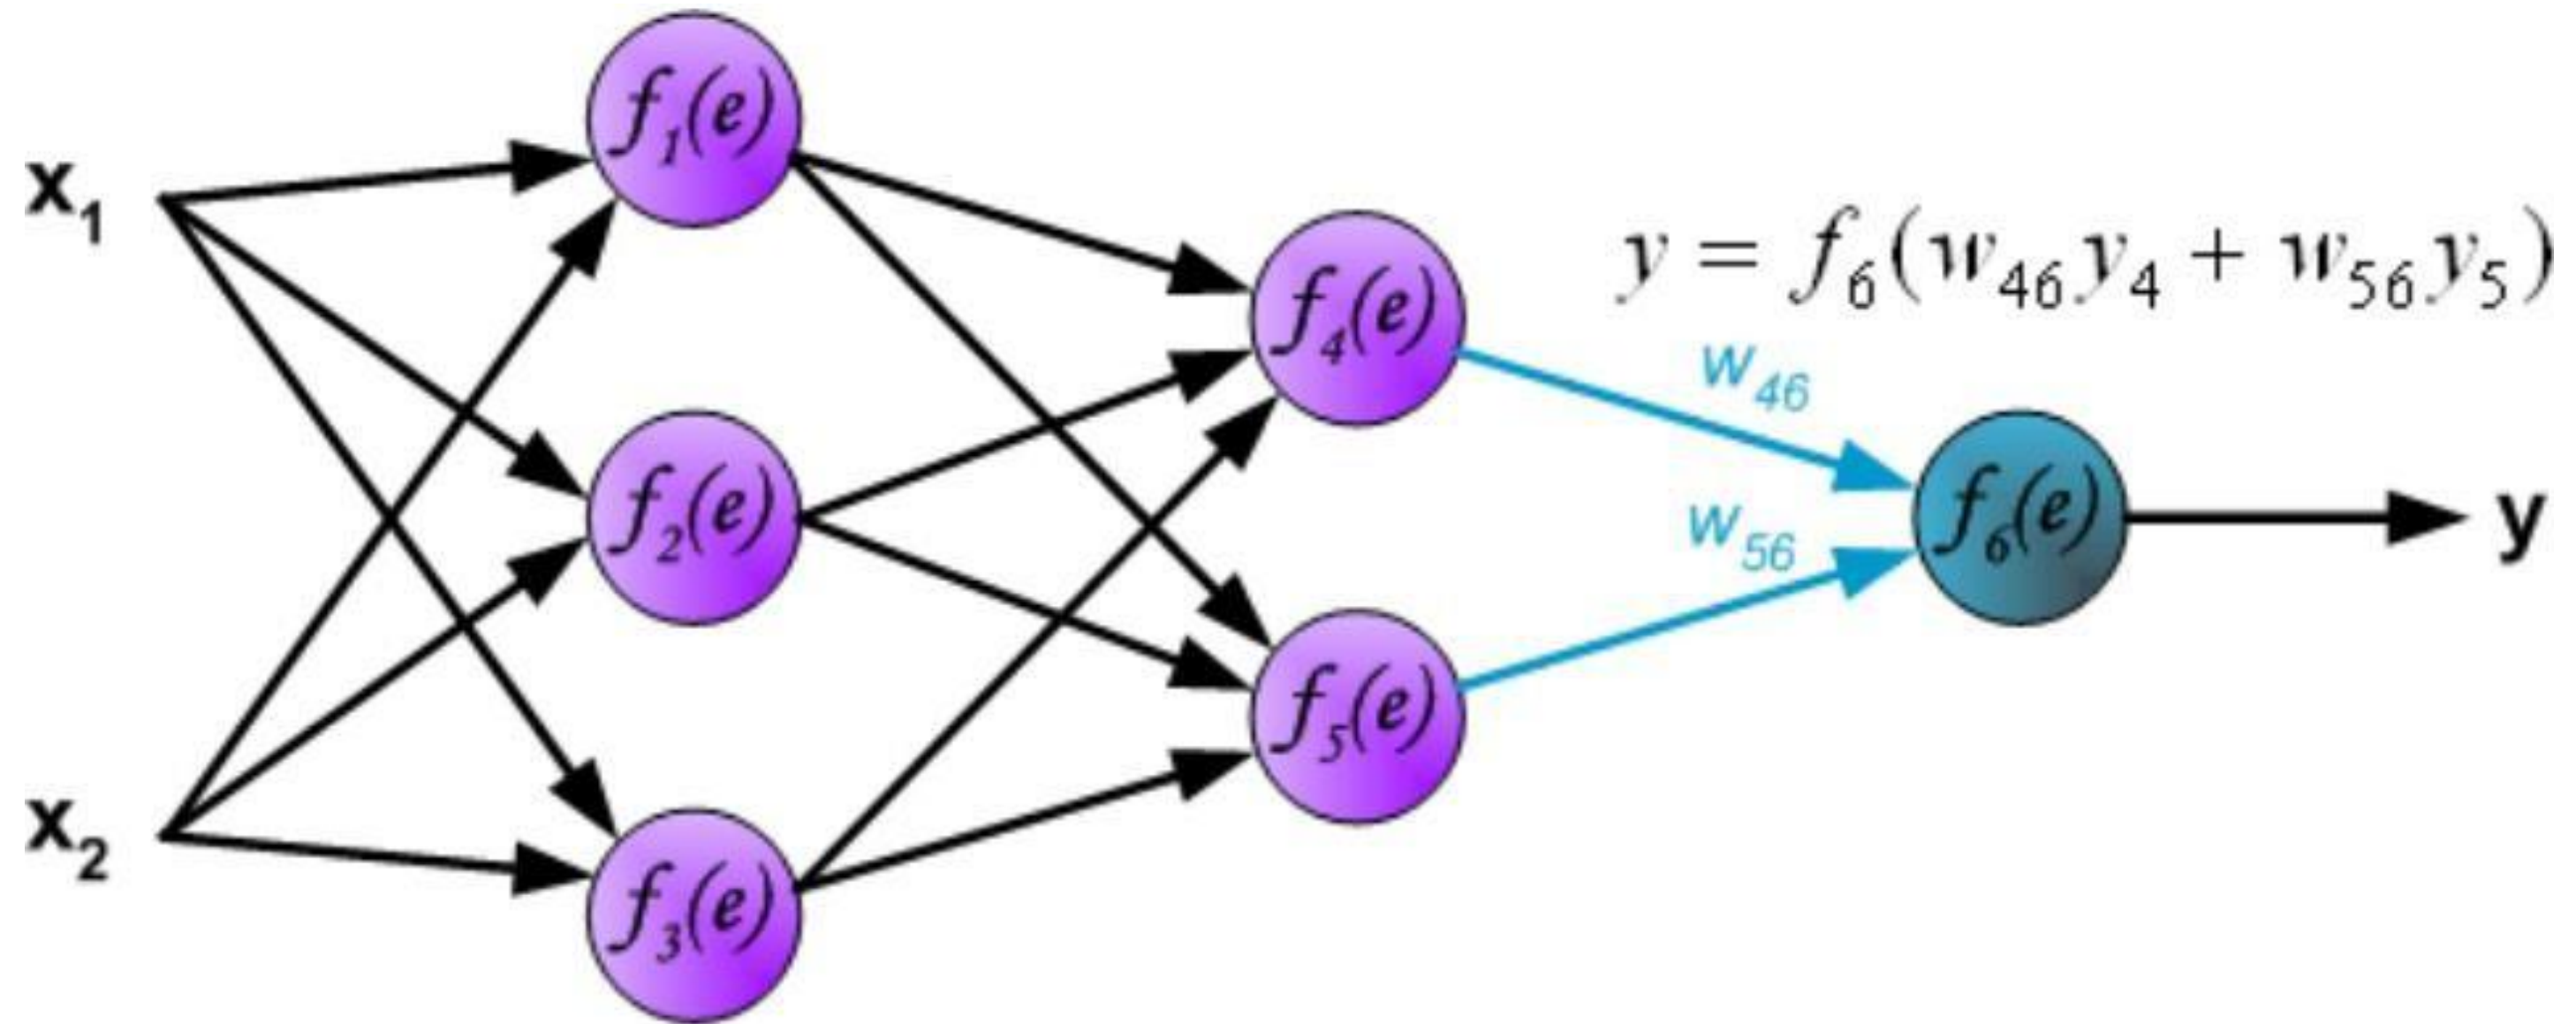 f₁(e)
x₁
y = f₆(w₄₆y₄ + w₅₆y₅)
f₄(e)
w₄₆
f₂(e)
w₅₆
f₆(e)
y
f₅(e)
x₂
f₃(e)